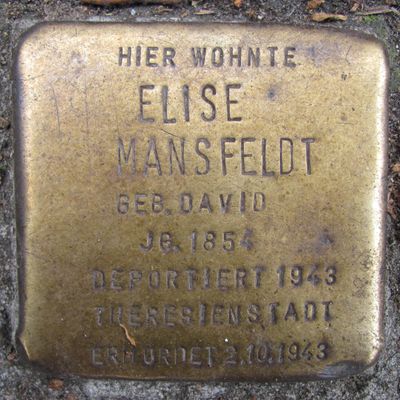 HIER WOHNTE
ELISE
MANSFELDT
GEB. DAVID
JG. 1854
DEPORTIERT 1943
THERESIENSTADT
ERMORDET 2.10.1943